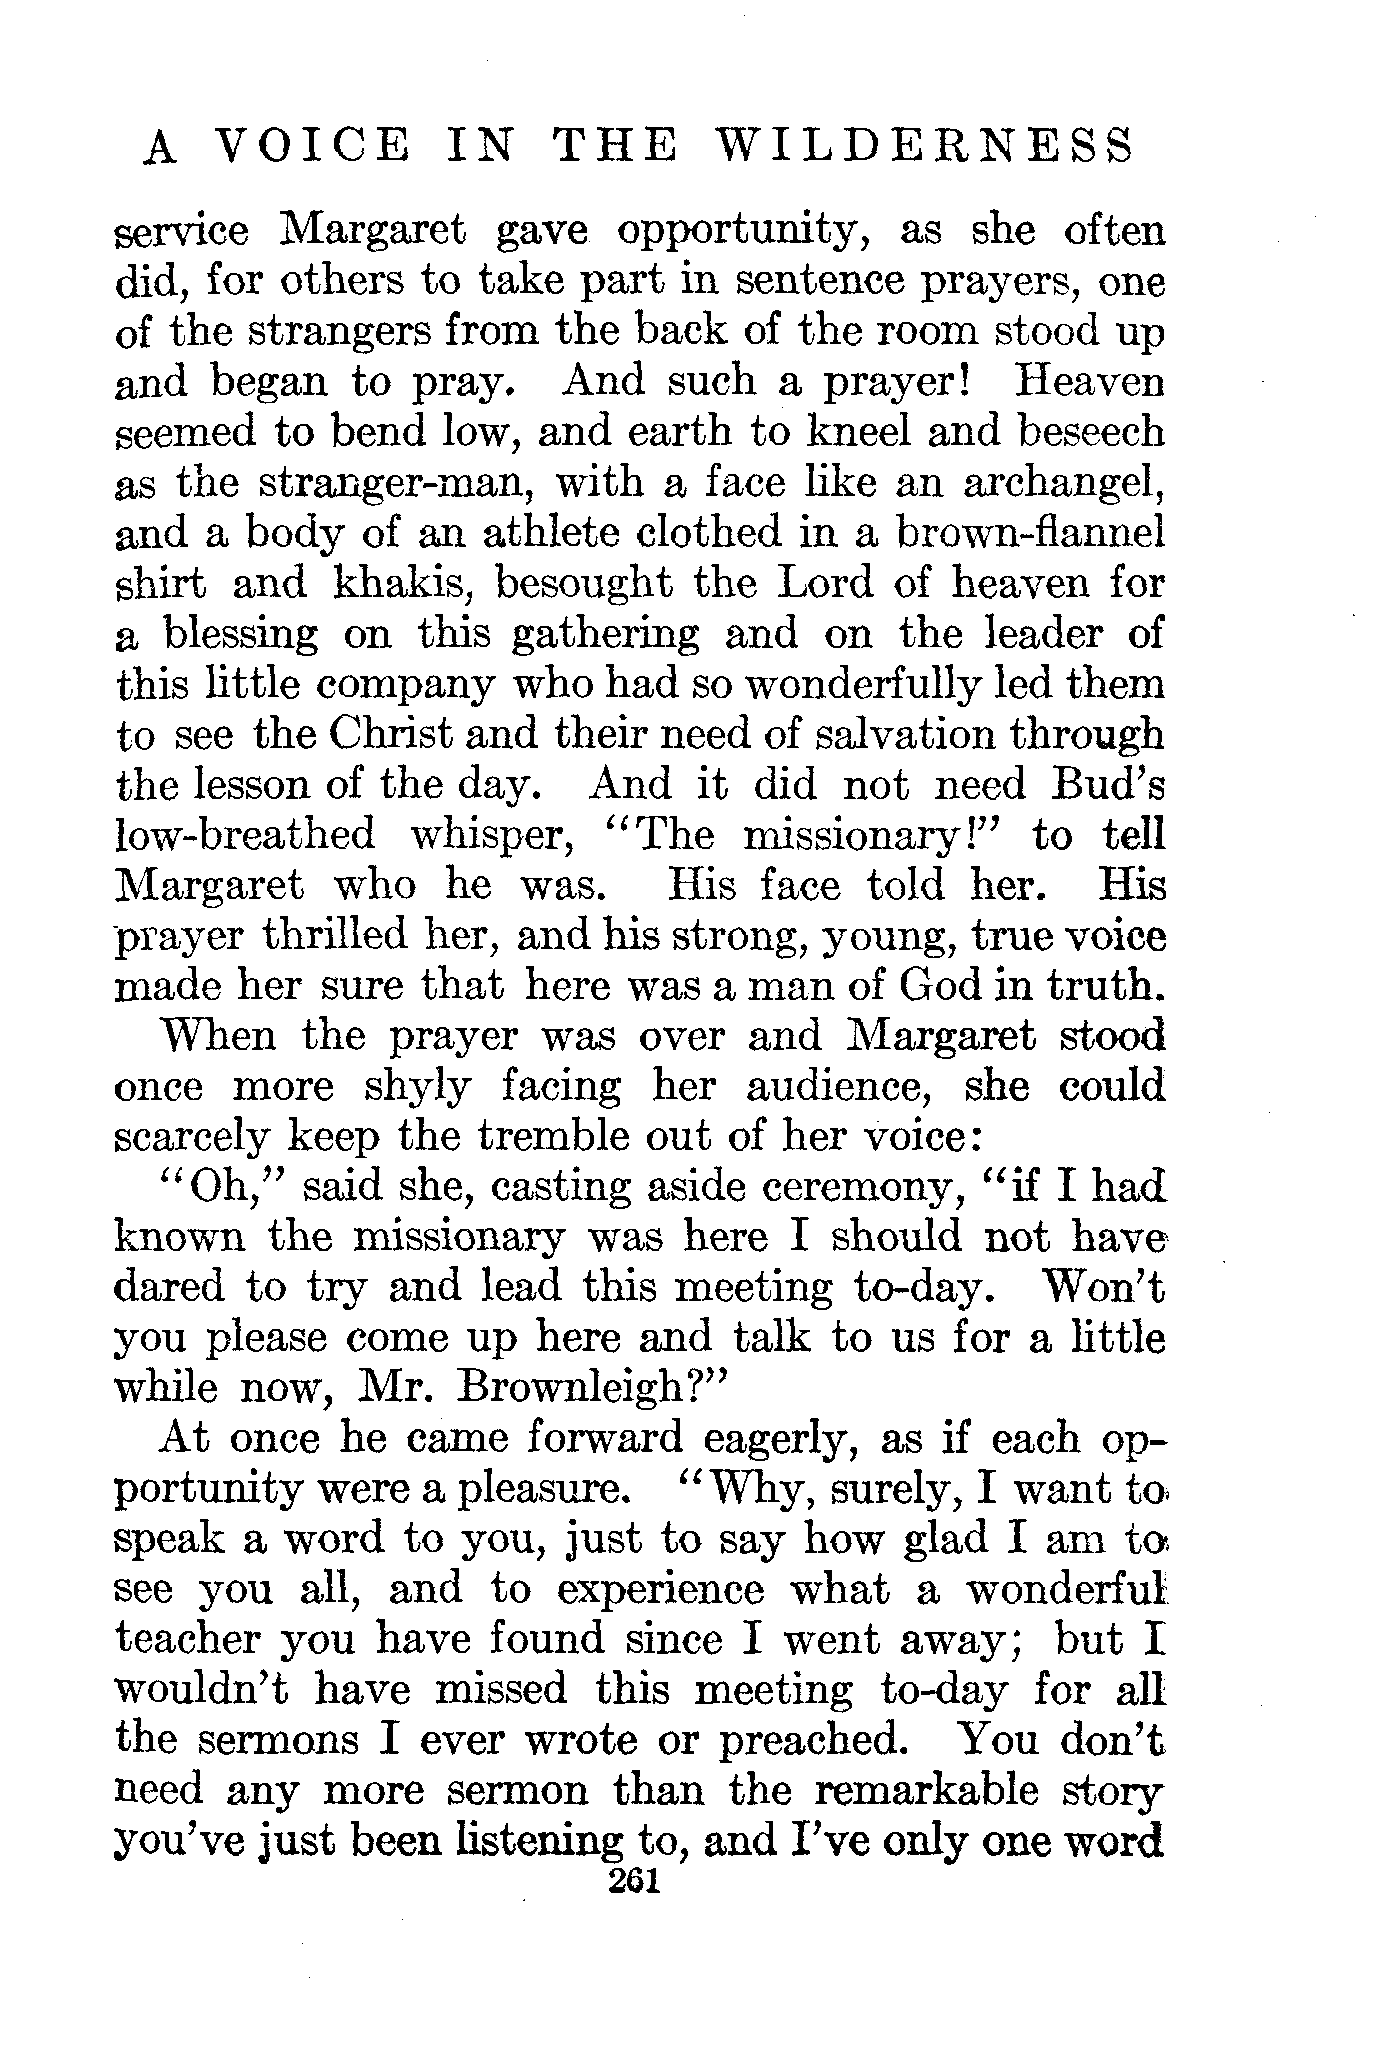 A VOICE IN THE WILDERNESS
service Margaret gave opportunity, as she often
did, for others to take part in sentence prayers, one
of the strangers from the back of the room stood up
and began to pray. And such a prayer! Heaven
seemed to bend low, and earth to kneel and beseech
as the stranger-man, with a face like an archangel,
and a body of an athlete clothed in a brown-flannel
shirt and khakis, besought the Lord of heaven for
a blessing on this gathering and on the leader of
this little company who had so wonderfully led them
to see the Christ and their need of salvation through
the lesson of the day. And it did not need Bud's
low-breathed whisper, "The missionary!" to tell
Margaret who he was. His face told her. His
prayer thrilled her, and his strong, young, true voice
made her sure that here was a man of God in truth.
When the prayer was over and Margaret stood
once more shyly facing her audience, she could
scarcely keep the tremble out of her voice:
"Oh," said she, casting aside ceremony, "if I had
known the missionary was here I should not have
dared to try and lead this meeting to-day. Won't
you please come up here and talk to us for a little
while now, Mr. Brownleigh?"
At once he came forward eagerly, as if each op-
portunity were a pleasure. "Why, surely, I want to
speak a word to you, just to say how glad I am to
see you all, and to experience what a wonderful
teacher you have found since I went away; but I
wouldn't have missed this meeting to-day for all
the sermons I ever wrote or preached. You don't
need any more sermon than the remarkable story
you've just been listening to, and I've only one word
261